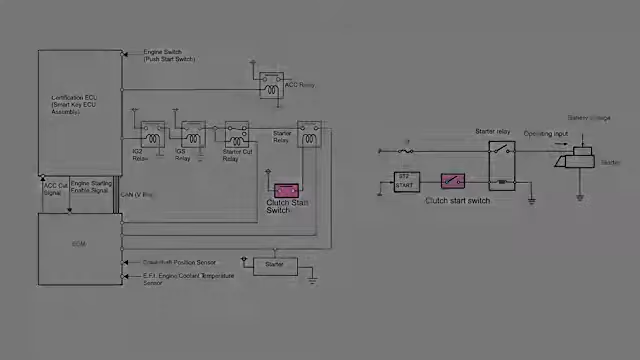 Engine Switch
(Push Start Switch)
Certification ECU
(Smart Key ECU
Assembly)
ACC Relay
IG2
Relay
IGS
Relay
Starter Cut
Relay
Starter
Relay
ACC Cut
Signal
Engine Starting
Enable Signal
CAN (V Bus)
Clutch Start
Switch
ECM
Crankshaft Position Sensor
E.F.I. Engine Coolant Temperature
Sensor
Starter
Starter relay
Operating input
Battery voltage
Starter
ST2
START
Clutch start switch